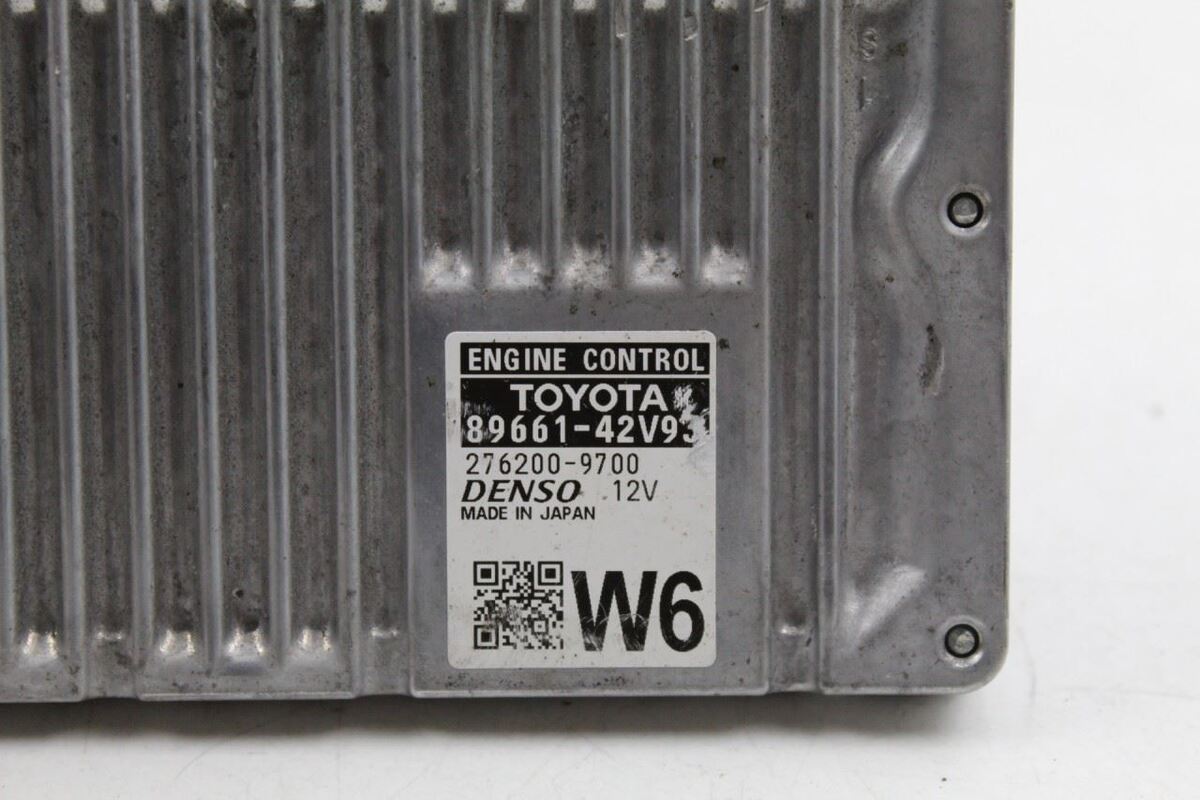 ENGINE CONTROL
TOYOTA
89661-42V93
276200-9700
DENSO 12V
MADE IN JAPAN
W6